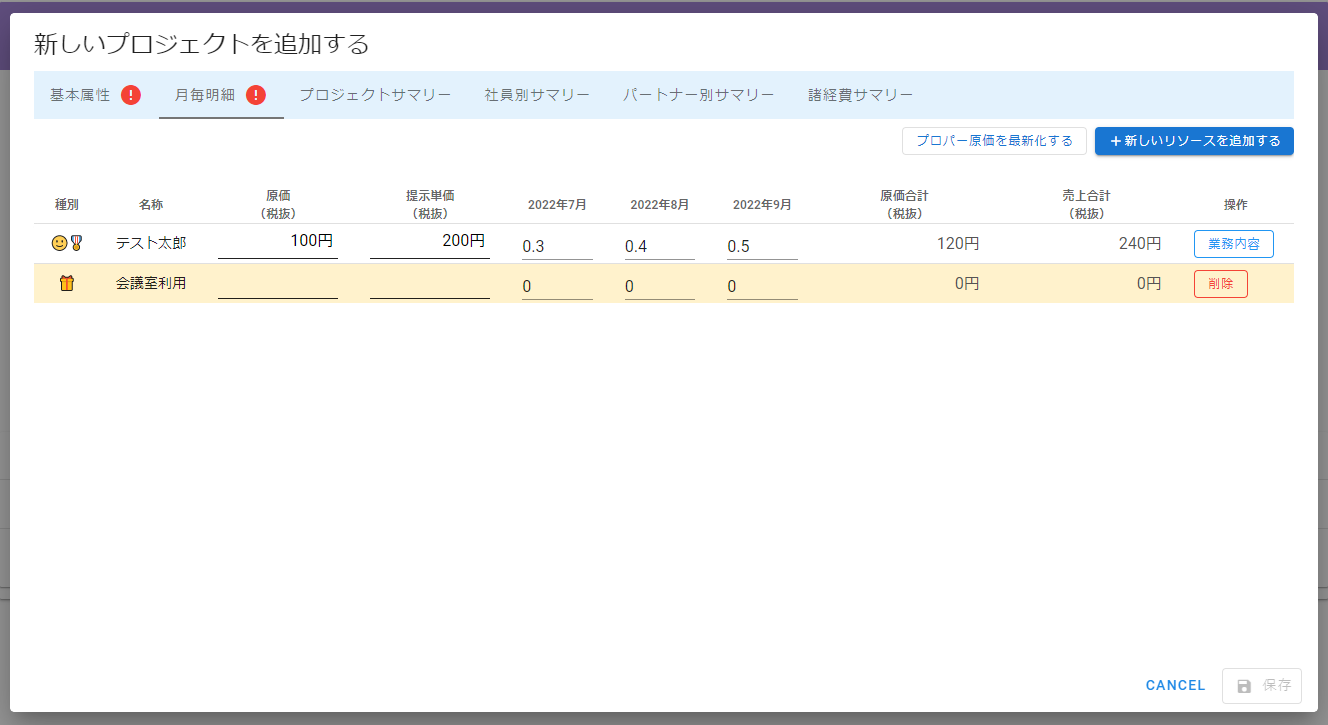 新しいプロジェクトを追加する
基本属性 ! 月毎明細 ! プロジェクトサマリー 社員別サマリー パートナー別サマリー 諸経費サマリー
プロパー原価を最新化する +新しいリソースを追加する
種別 名称 原価(税抜) 提示単価(税抜) 2022年7月 2022年8月 2022年9月 原価合計(税抜) 売上合計(税抜) 操作
テスト太郎 100円 200円 0.3 0.4 0.5 120円 240円 業務内容
会議室利用 0 0 0 0円 0円 削除
CANCEL 保存